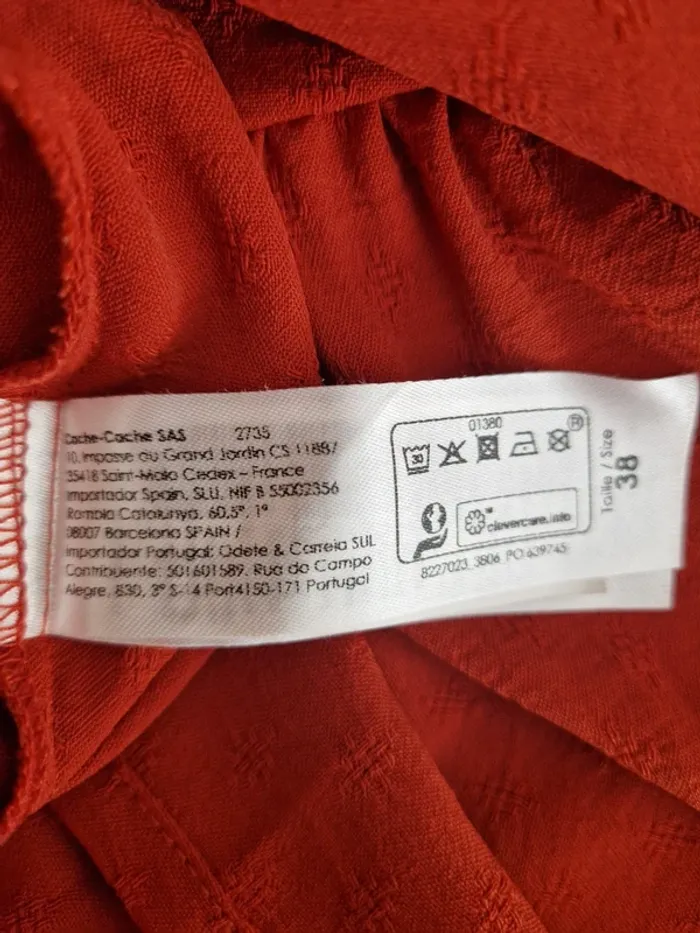 Cache-Cache SAS 2735
10, Impasse du Grand Jardin CS 11887
35418 Saint-Malo Cedex - France
Importador Spain, SLU, NIF B 55002356
Rambla Catalunya, 60,5º, 1º
08007 Barcelona SPAIN /
Importador Portugal: Odete & Correia SUL
Contribuente: 501601589. Rua do Campo
Alegre, 830, 3º S-14 Port4150-171 Portugal
01380
30
clevercare.info
8227023 3806 PO 639745
Taille / Size
38